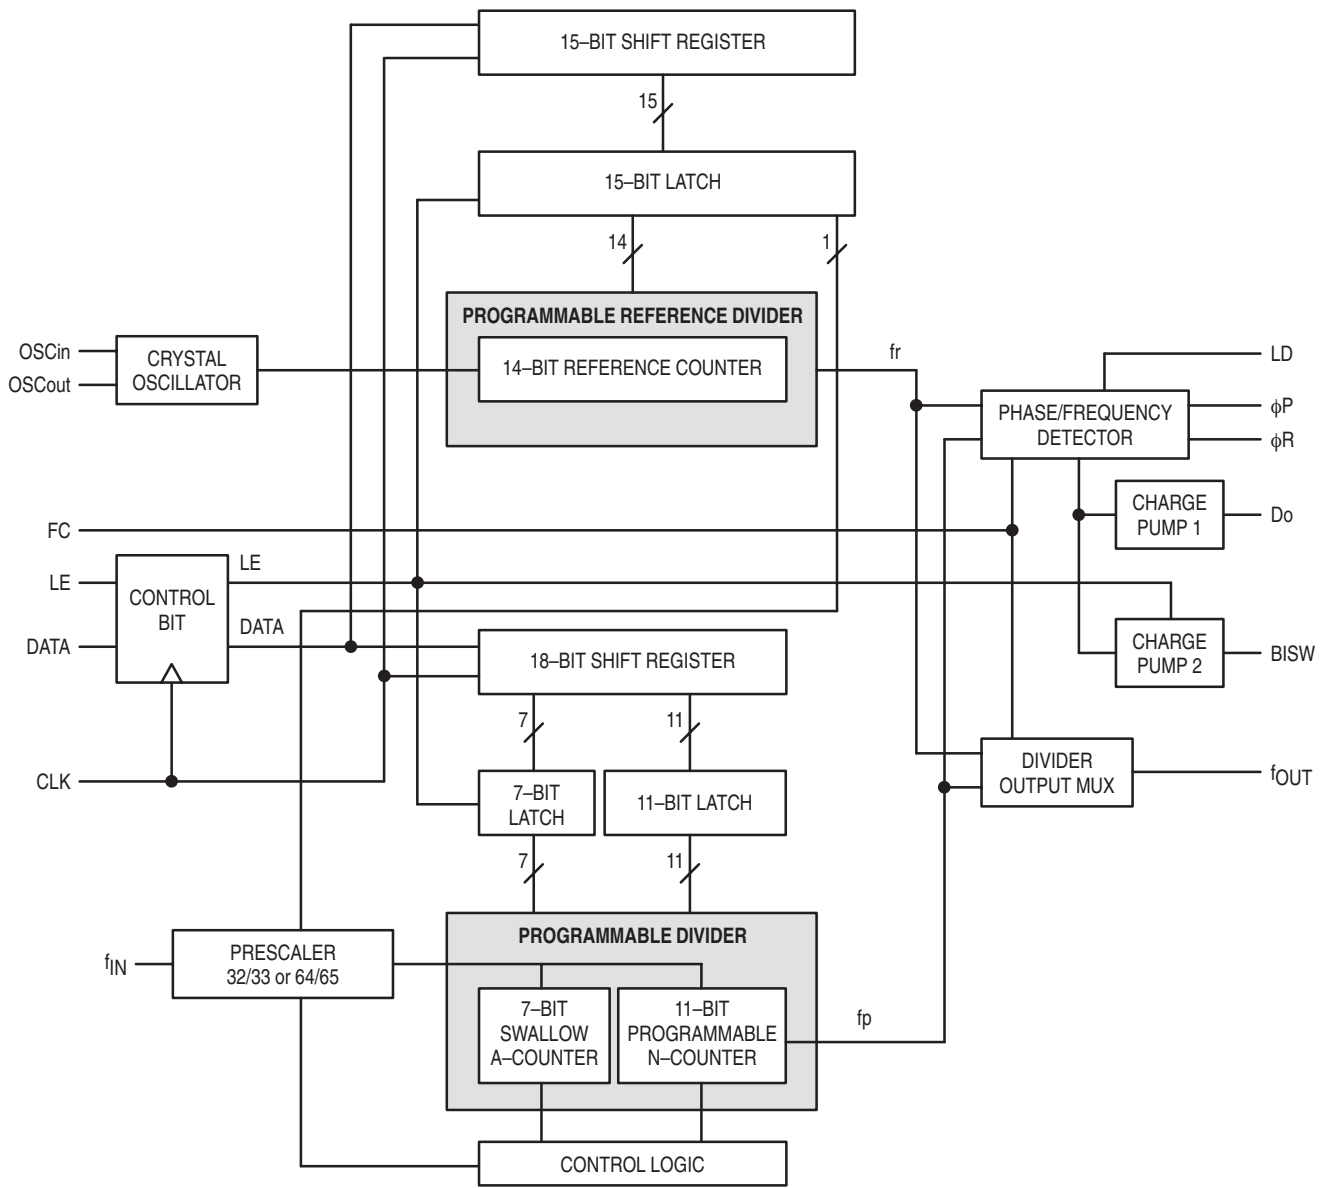 15–BIT SHIFT REGISTER
15
15–BIT LATCH
14
1
PROGRAMMABLE REFERENCE DIVIDER
14–BIT REFERENCE COUNTER
fr
OSCin
OSCout
CRYSTAL
OSCILLATOR
LD
PHASE/FREQUENCY
DETECTOR
ϕP
ϕR
CHARGE
PUMP 1
Do
FC
LE
LE
CONTROL
BIT
DATA
DATA
18–BIT SHIFT REGISTER
CHARGE
PUMP 2
BISW
7
11
CLK
7–BIT
LATCH
11–BIT LATCH
DIVIDER
OUTPUT MUX
fOUT
7
11
PROGRAMMABLE DIVIDER
fIN
PRESCALER
32/33 or 64/65
7–BIT
SWALLOW
A–COUNTER
11–BIT
PROGRAMMABLE
N–COUNTER
fp
CONTROL LOGIC